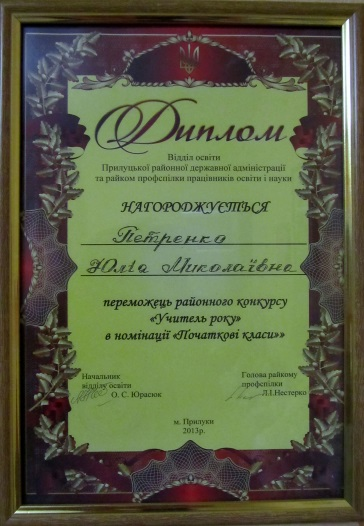 Диплом
Відділ освіти
Прилуцької районної державної адміністрації
та райком профспілки працівників освіти і науки
НАГОРОДЖУЄТЬСЯ
Петренко
Юлія Миколаївна
переможець районного конкурсу
«Учитель року»
в номінації «Початкові класи»»
Начальник
відділу освіти
О. С. Юрасюк
Голова райкому
профспілки
Л.І.Нестерко
м. Прилуки
2013р.